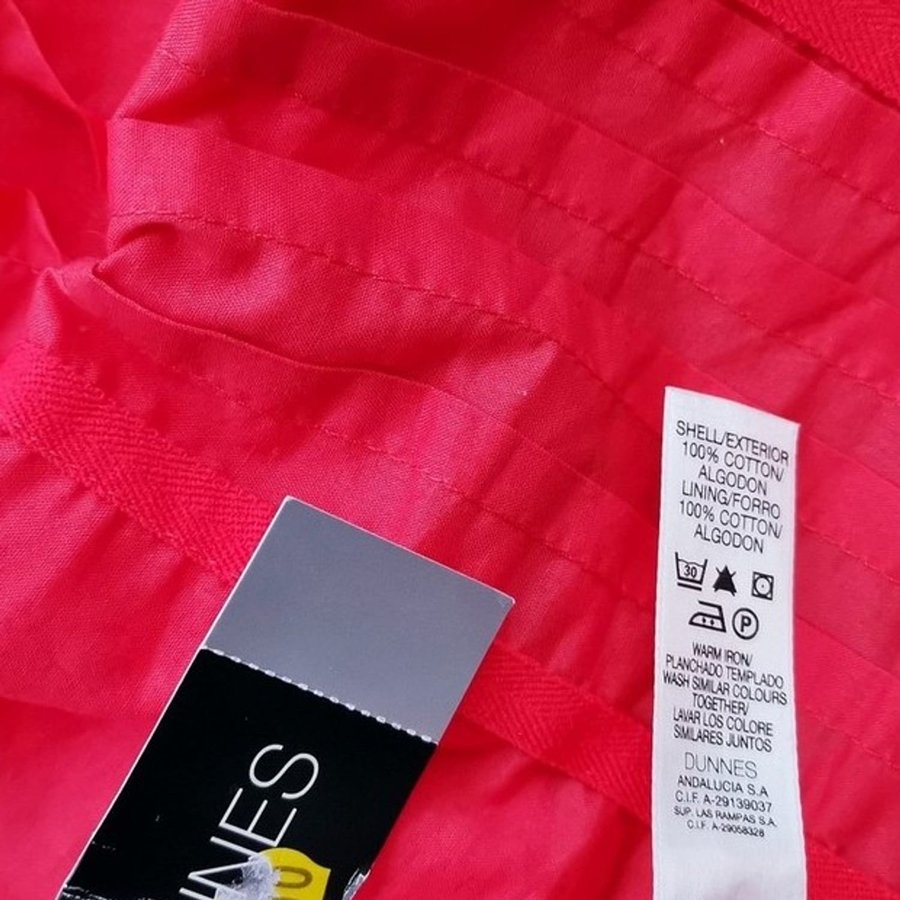 SHELL/EXTERIOR
100% COTTON/
ALGODON
LINING/FORRO
100% COTTON/
ALGODON
30
P
WARM IRON/
PLANCHADO TEMPLADO
WASH SIMILAR COLOURS
TOGETHER/
LAVAR LOS COLORE
SIMILARES JUNTOS
DUNNES
ANDALUCIA S.A
C.I.F. A-29139037
SUP. LAS RAMPAS S.A.
C.I.F. A-29058328